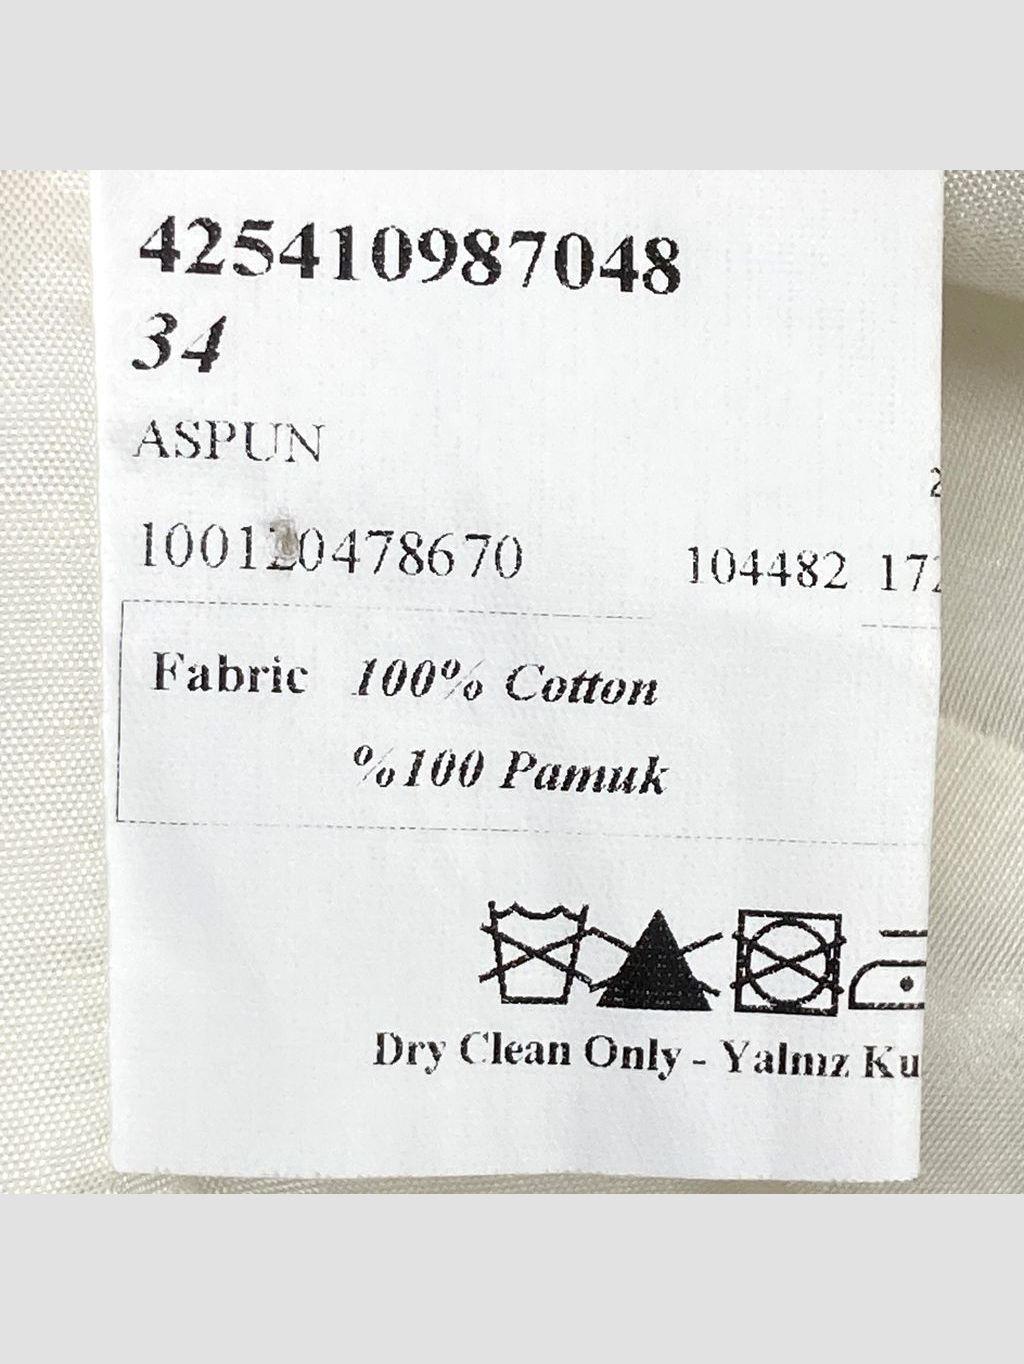 425410987048
34
ASPUN
100120478670 104482
Fabric 100% Cotton
%100 Pamuk
Dry Clean Only - Yalnız